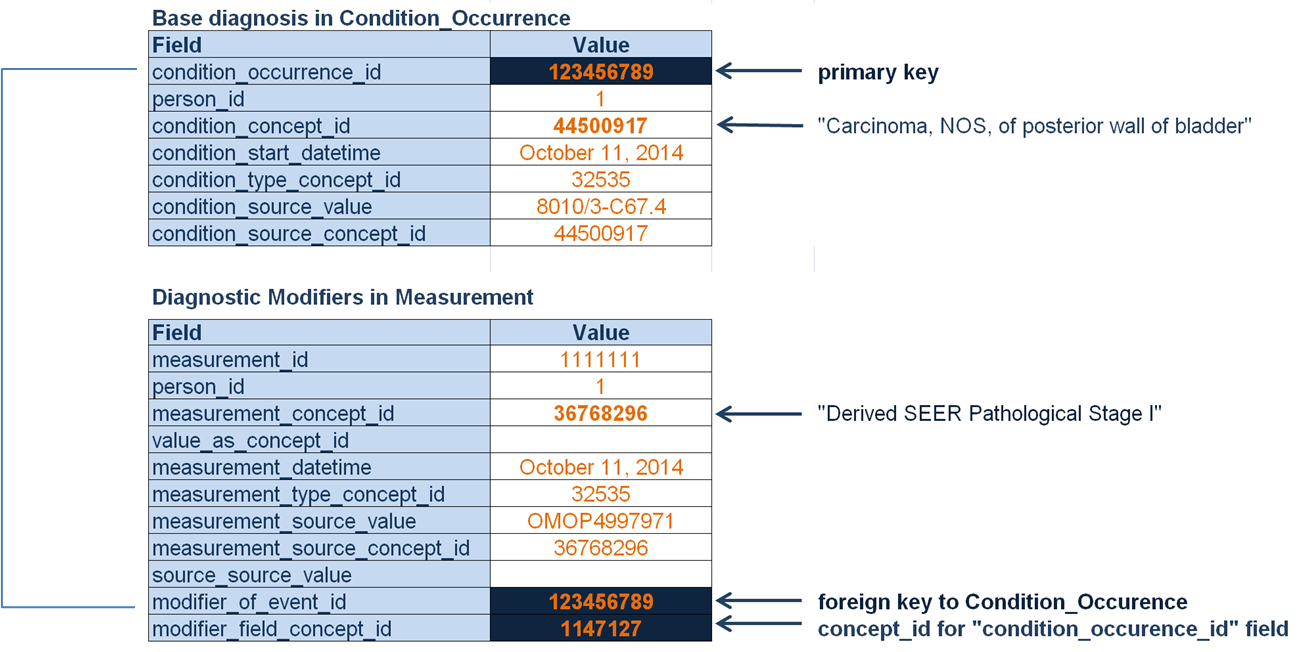 Base diagnosis in Condition_Occurrence
Field Value
condition_occurrence_id 123456789 primary key
person_id 1
condition_concept_id 44500917 "Carcinoma, NOS, of posterior wall of bladder"
condition_start_datetime October 11, 2014
condition_type_concept_id 32535
condition_source_value 8010/3-C67.4
condition_source_concept_id 44500917
Diagnostic Modifiers in Measurement
Field Value
measurement_id 1111111
person_id 1
measurement_concept_id 36768296 "Derived SEER Pathological Stage I"
value_as_concept_id
measurement_datetime October 11, 2014
measurement_type_concept_id 32535
measurement_source_value OMOP4997971
measurement_source_concept_id 36768296
source_source_value
modifier_of_event_id 123456789 foreign key to Condition_Occurence
modifier_field_concept_id 1147127 concept_id for "condition_occurence_id" field